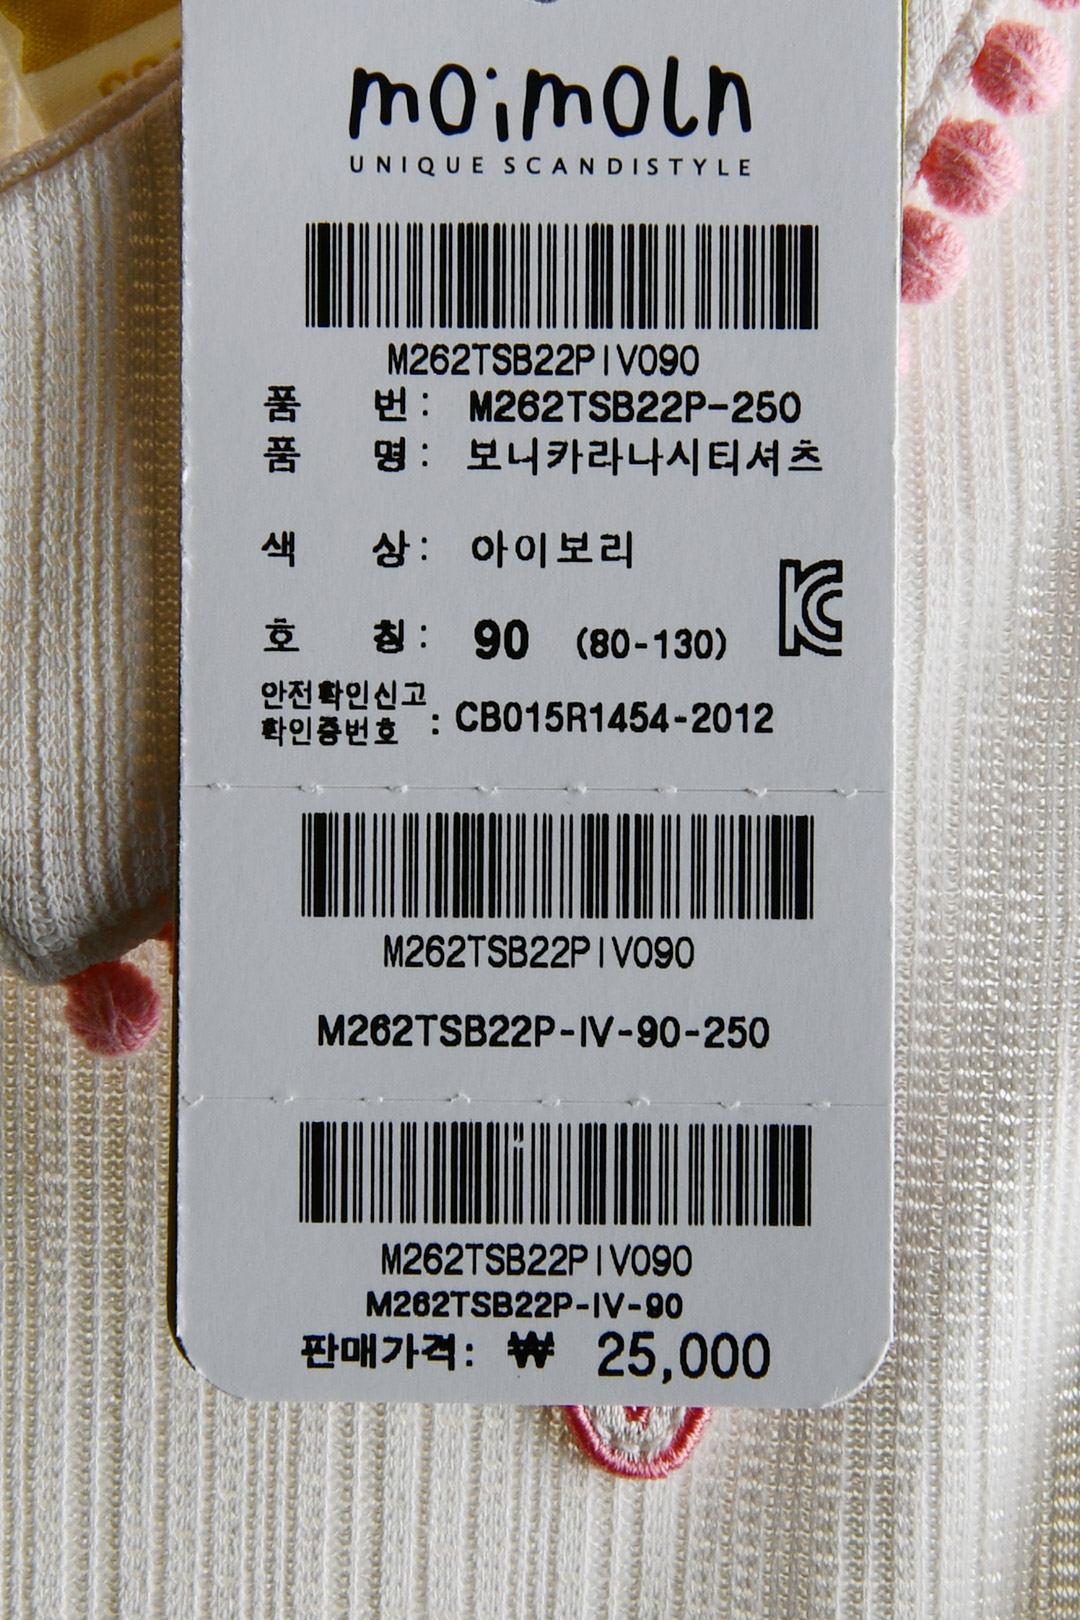 moimoln
UNIQUE SCANDISTYLE
M262TSB22PIV090
품 번 : M262TSB22P-250
품 명 : 보니카라나시티셔츠
색 상 : 아이보리
호 칭 : 90 (80-130)
안전확인신고
확인증번호 : CB015R1454-2012
M262TSB22PIV090
M262TSB22P-IV-90-250
M262TSB22PIV090
M262TSB22P-IV-90
판매가격 : ₩ 25,000